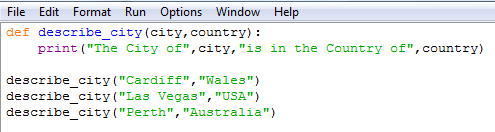 File Edit Format Run Options Window Help
def describe_city(city,country):
    print("The City of",city,"is in the Country of",country)
describe_city("Cardiff","Wales")
describe_city("Las Vegas","USA")
describe_city("Perth","Australia")